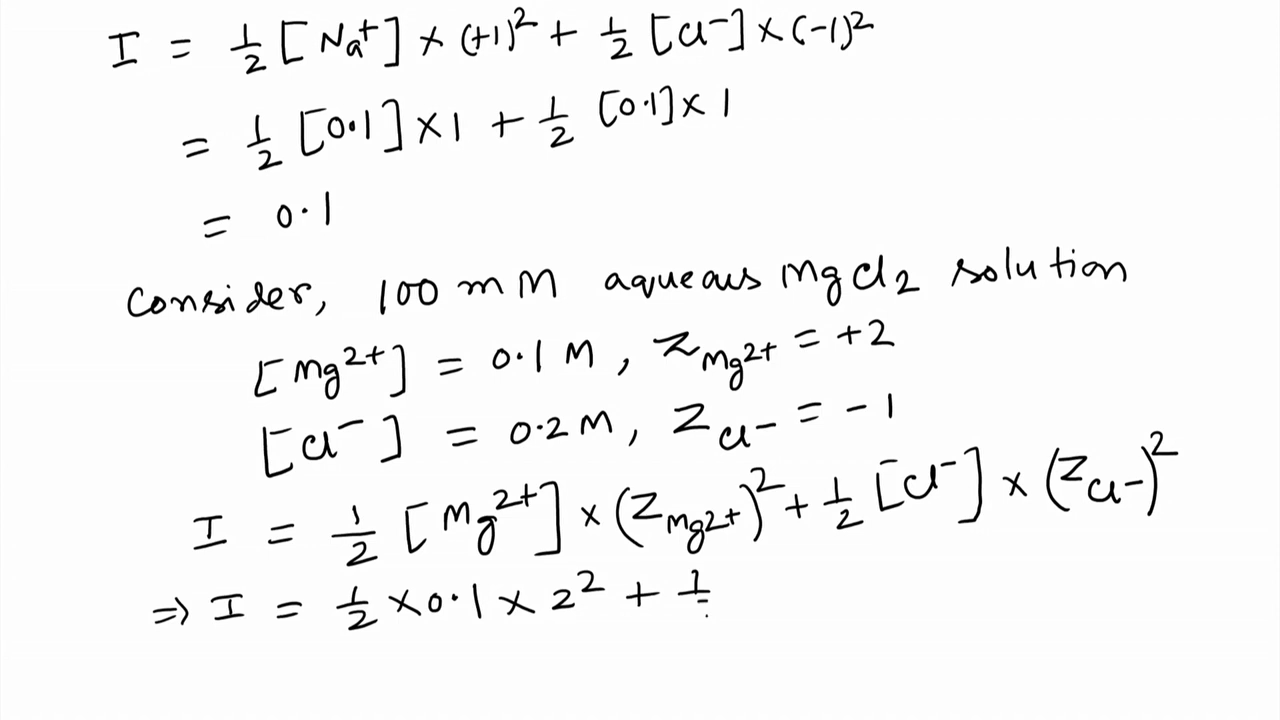 I = ½ [Na⁺] × (+1)² + ½ [Cl⁻] × (-1)²
= ½ [0.1] × 1 + ½ [0.1] × 1
= 0.1
Consider, 100 mM aqueous MgCl₂ solution
[Mg²⁺] = 0.1 M, Z_Mg²⁺ = +2
[Cl⁻] = 0.2 M, Z_Cl⁻ = -1
I = ½ [Mg²⁺] × (Z_Mg²⁺)² + ½ [Cl⁻] × (Z_Cl⁻)²
⇒ I = ½ × 0.1 × 2² + 1